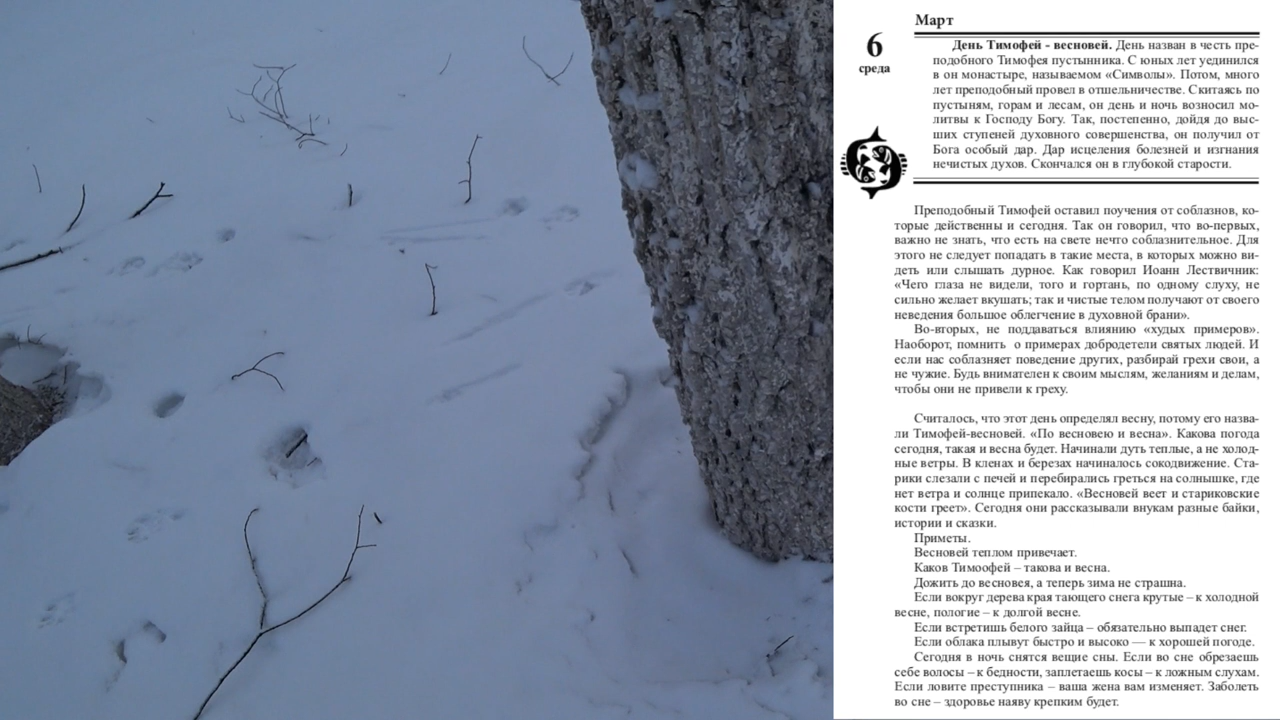 Март
6
среда
День Тимофей - весновей. День назван в честь пре-
подобного Тимофея пустынника. С юных лет уединился
в он монастыре, называемом «Символы». Потом, много
лет преподобный провел в отшельничестве. Скитаясь по
пустыням, горам и лесам, он день и ночь возносил мо-
литвы к Господу Богу. Так, постепенно, дойдя до выс-
ших ступеней духовного совершенства, он получил от
Бога особый дар. Дар исцеления болезней и изгнания
нечистых духов. Скончался он в глубокой старости.
Преподобный Тимофей оставил поучения от соблазнов, ко-
торые действенны и сегодня. Так он говорил, что во-первых,
важно не знать, что есть на свете нечто соблазнительное. Для
этого не следует попадать в такие места, в которых можно ви-
деть или слышать дурное. Как говорил Иоанн Лествичник:
«Чего глаза не видели, того и гортань, по одному слуху, не
сильно желает вкушать; так и чистые телом получают от своего
неведения большое облегчение в духовной брани».
Во-вторых, не поддаваться влиянию «худых примеров».
Наоборот, помнить о примерах добродетели святых людей. И
если нас соблазняет поведение других, разбирай грехи свои, а
не чужие. Будь внимателен к своим мыслям, желаниям и делам,
чтобы они не привели к греху.
Считалось, что этот день определял весну, потому его назва-
ли Тимофей-весновей. «По весновею и весна». Какова погода
сегодня, такая и весна будет. Начинали дуть теплые, а не холод-
ные ветры. В кленах и березах начиналось сокодвижение. Ста-
рики слезали с печей и перебирались греться на солнышке, где
нет ветра и солнце припекало. «Весновей веет и стариковские
кости греет». Сегодня они рассказывали внукам разные байки,
истории и сказки.
Приметы.
Весновей теплом привечает.
Каков Тимоофей – такова и весна.
Дожить до весновея, а теперь зима не страшна.
Если вокруг дерева края тающего снега крутые – к холодной
весне, пологие – к долгой весне.
Если встретишь белого зайца – обязательно выпадет снег.
Если облака плывут быстро и высоко — к хорошей погоде.
Сегодня в ночь снятся вещие сны. Если во сне обрезаешь
себе волосы – к бедности, заплетаешь косы – к ложным слухам.
Если ловите преступника – ваша жена вам изменяет. Заболеть
во сне – здоровье наяву крепким будет.